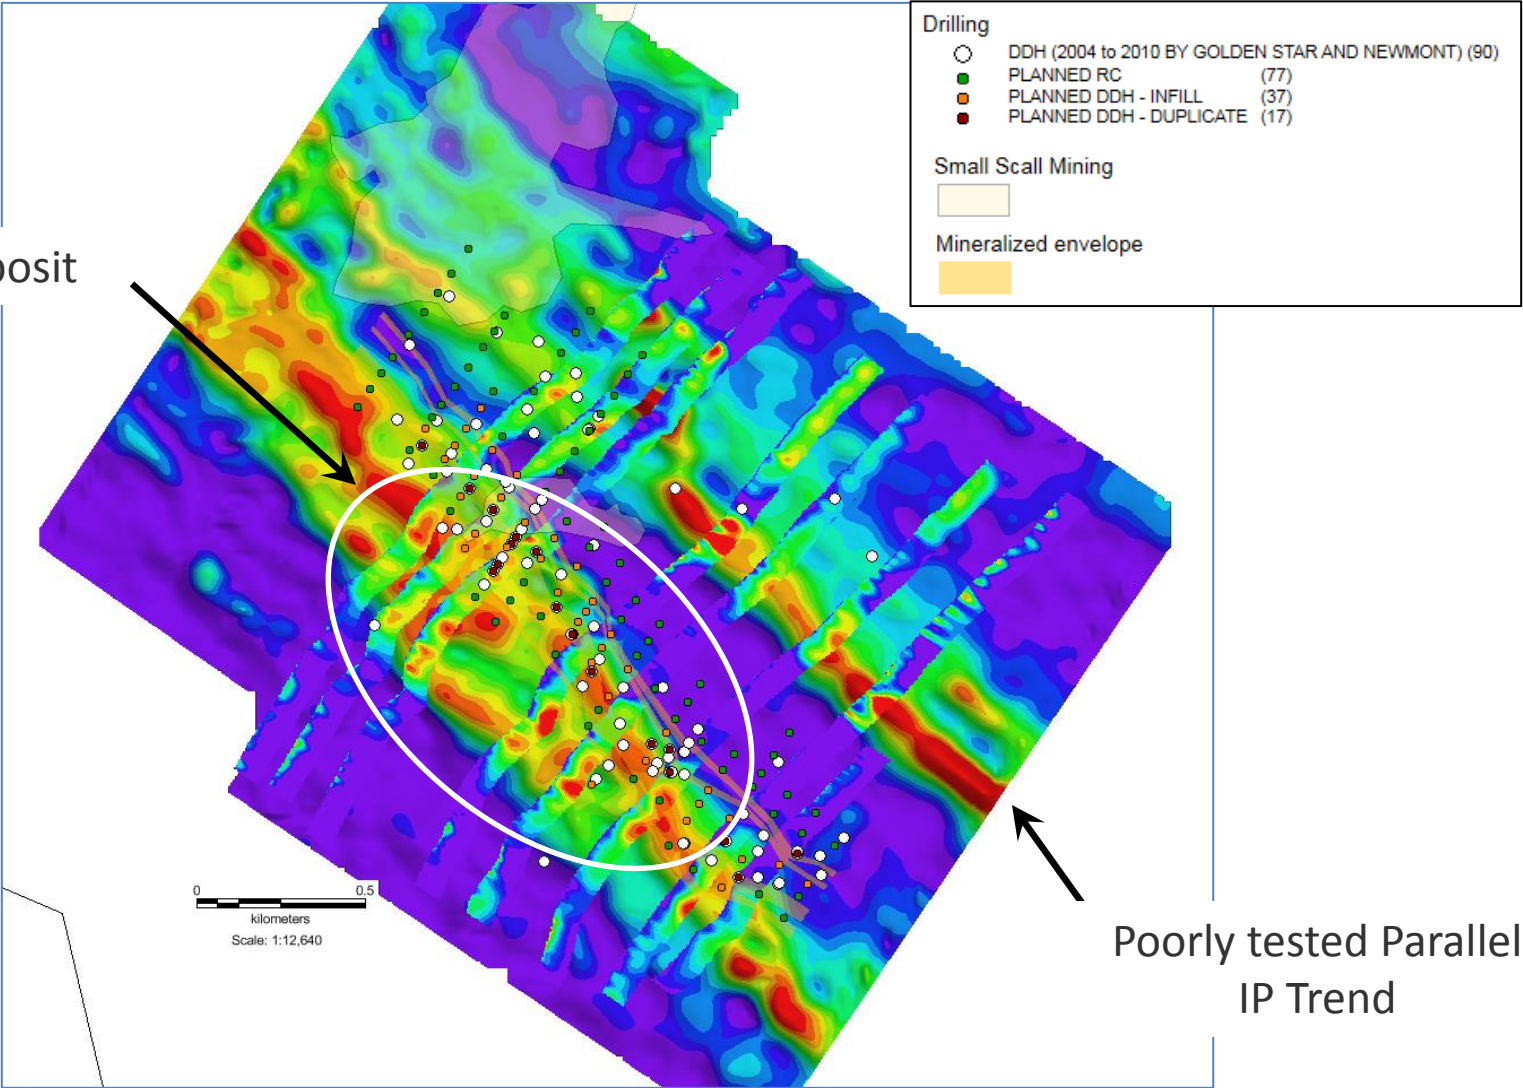 Drilling
DDH (2004 to 2010 BY GOLDEN STAR AND NEWMONT) (90)
PLANNED RC (77)
PLANNED DDH - INFILL (37)
PLANNED DDH - DUPLICATE (17)
Small Scall Mining
Mineralized envelope
posit
0 0.5
kilometers
Scale: 1:12,640
Poorly tested Parallel
IP Trend